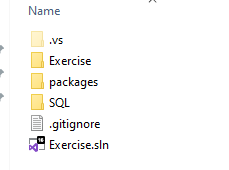 Name
.vs
Exercise
packages
SQL
.gitignore
Exercise.sln